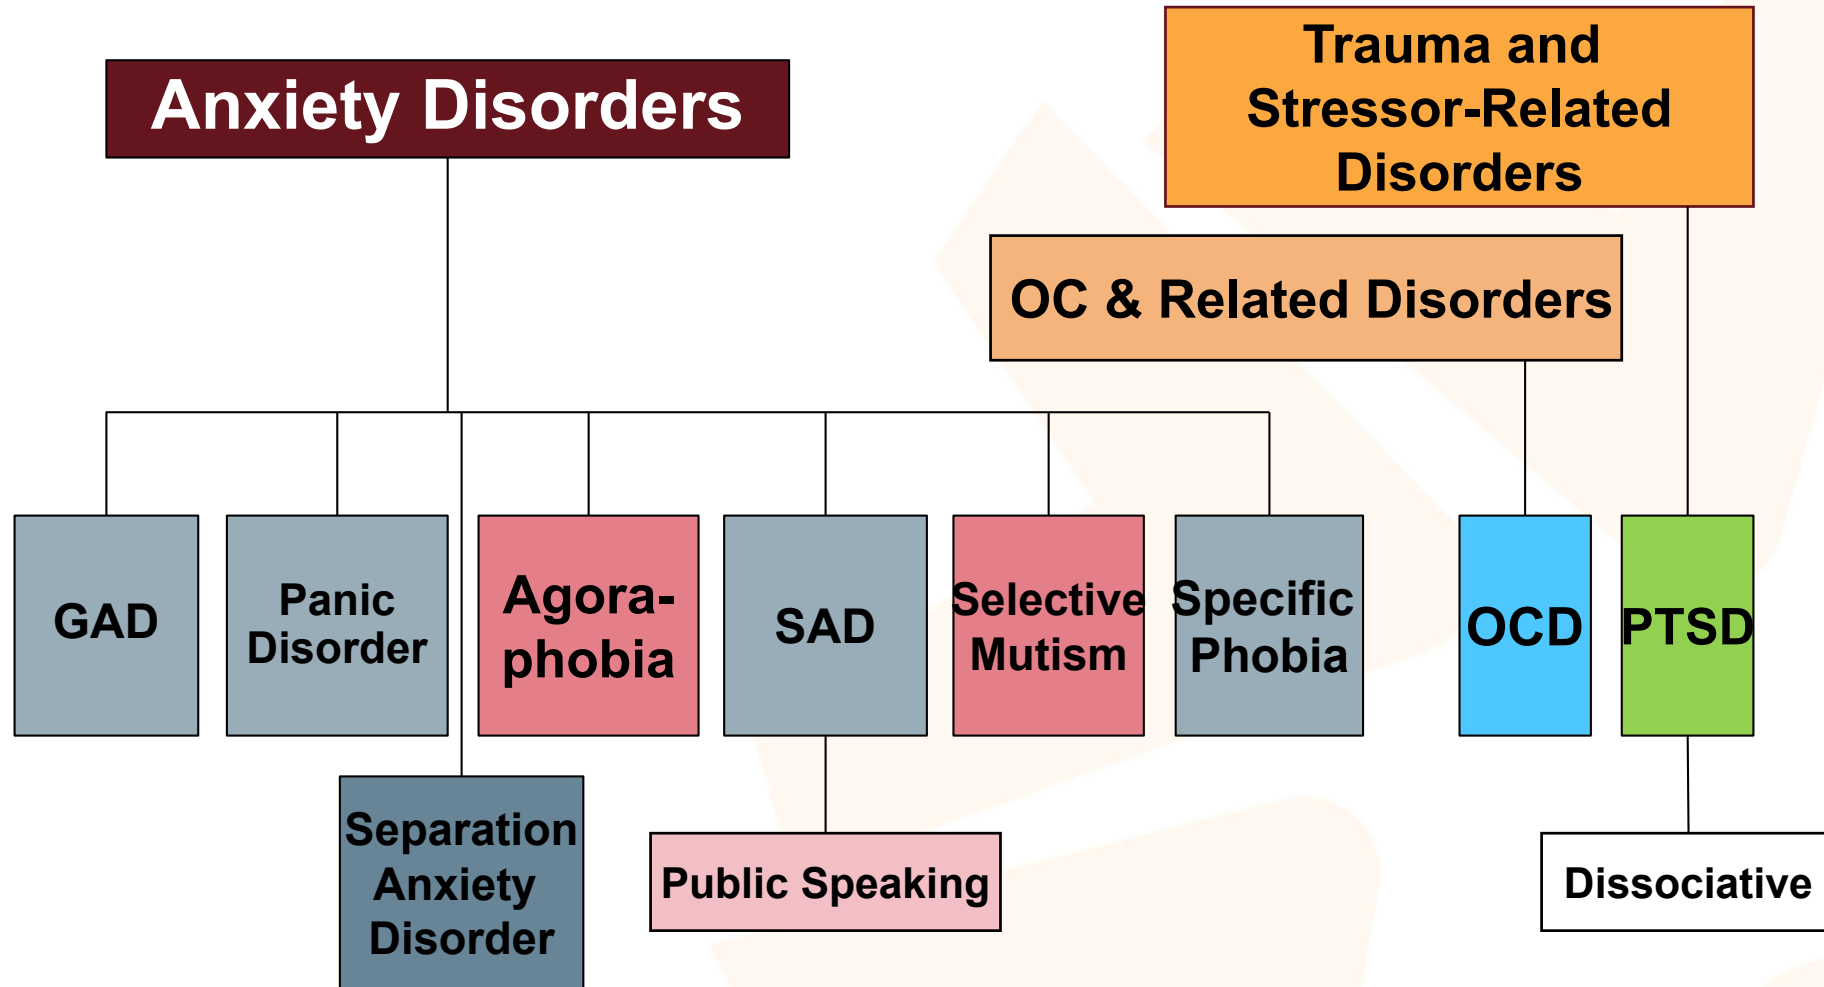 Anxiety Disorders
Trauma and
Stressor-Related
Disorders
OC & Related Disorders
GAD
Panic
Disorder
Agora-
phobia
SAD
Selective
Mutism
Specific
Phobia
OCD
PTSD
Separation
Anxiety
Disorder
Public Speaking
Dissociative